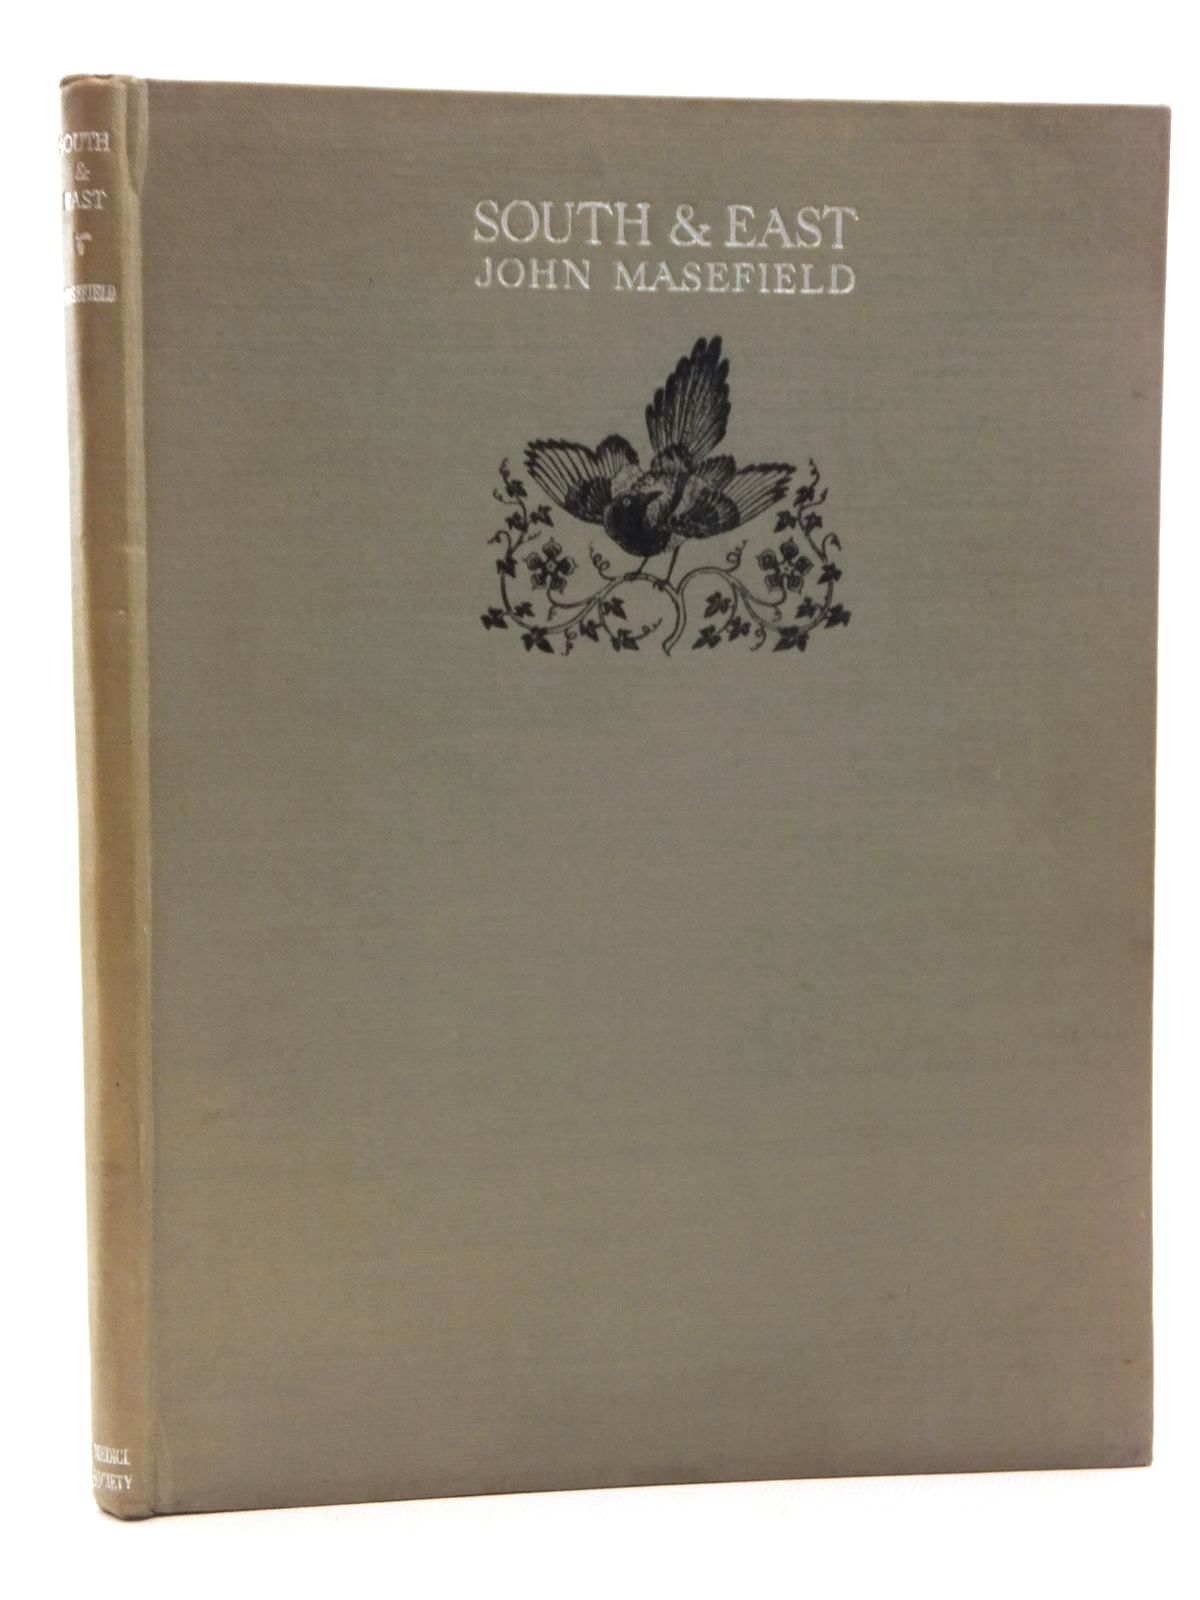 SOUTH & EAST
JOHN MASEFIELD
SOUTH
&
EAST
MASEFIELD
MEDICI
SOCIETY